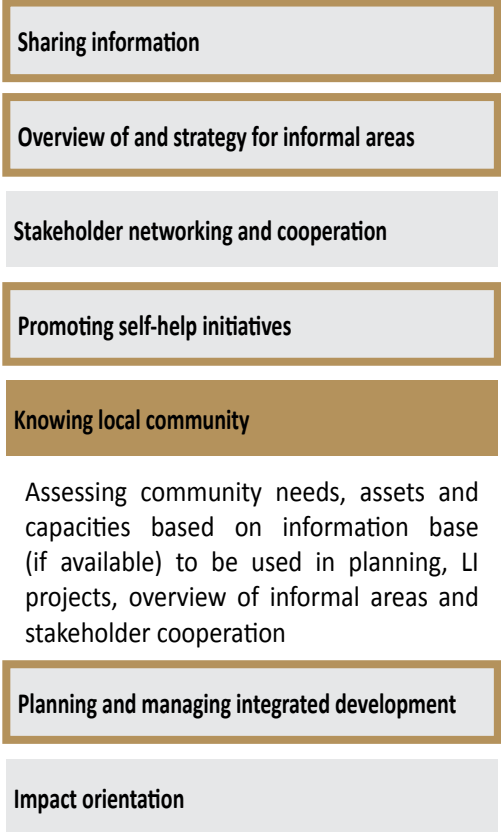 Sharing information
Overview of and strategy for informal areas
Stakeholder networking and cooperation
Promoting self-help initiatives
Knowing local community
Assessing community needs, assets and
capacities based on information base
(if available) to be used in planning, LI
projects, overview of informal areas and
stakeholder cooperation
Planning and managing integrated development
Impact orientation